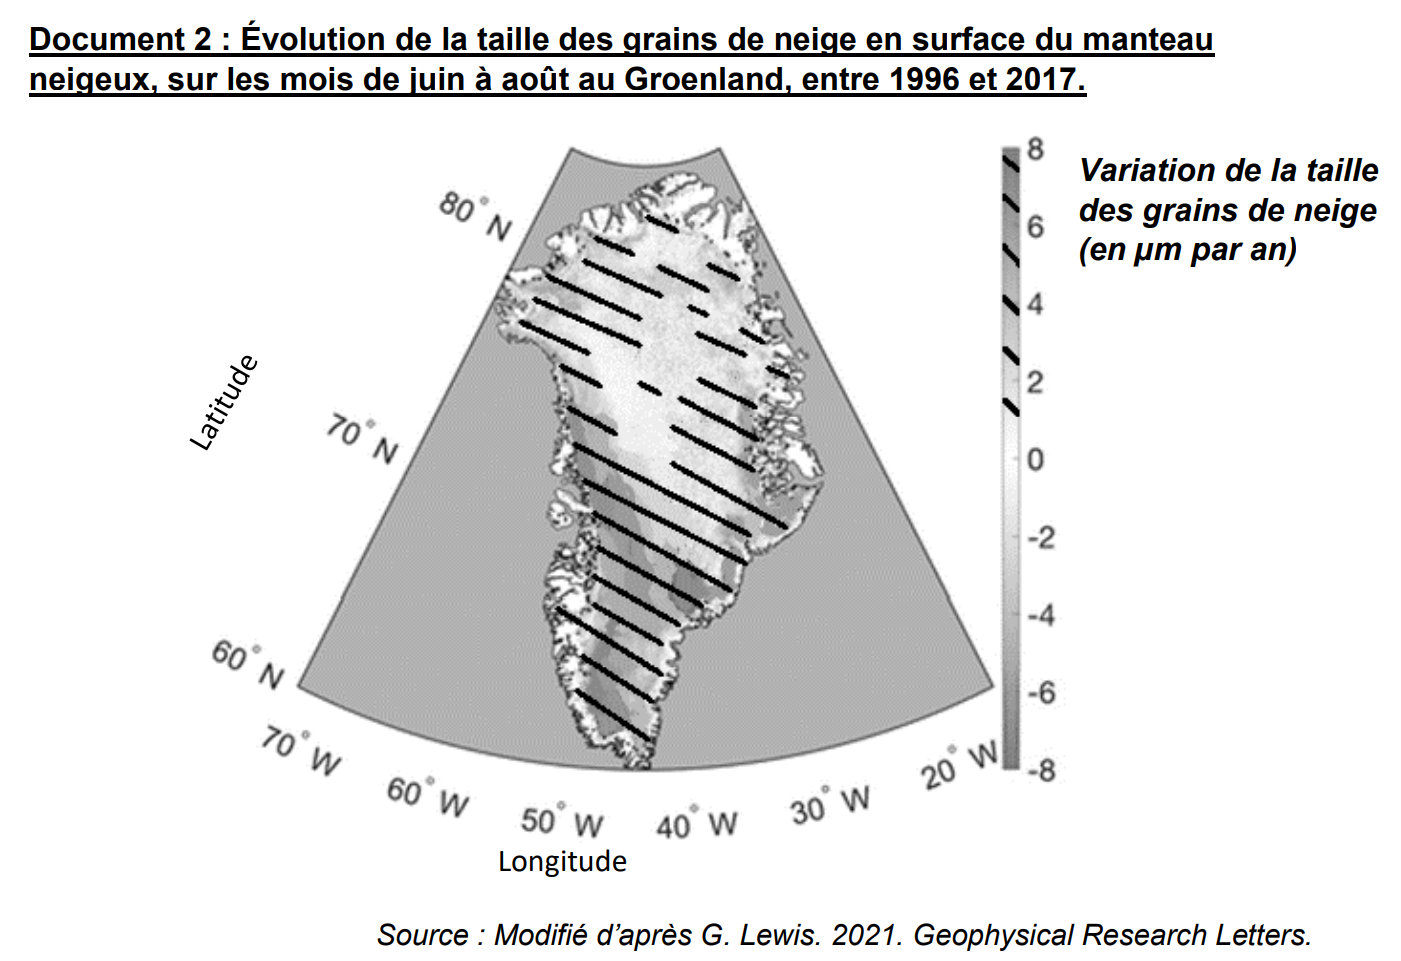 Document 2 : Évolution de la taille des grains de neige en surface du manteau
neigeux, sur les mois de juin à août au Groenland, entre 1996 et 2017.
80°N
70°N
60°N
Latitude
70°W
60°W
50°W
40°W
30°W
20°W
Longitude
8
6
4
2
0
-2
-4
-6
-8
Variation de la taille
des grains de neige
(en µm par an)
Source : Modifié d’après G. Lewis. 2021. Geophysical Research Letters.